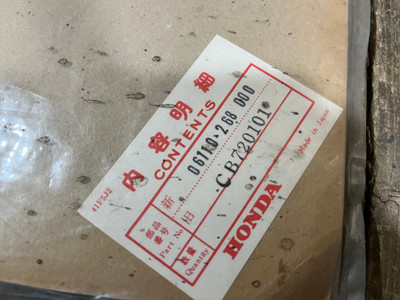 内容明細
CONTENTS
部品番号
Part No.
新 06110-268 000
旧 CB720101
数量
Quantity
HONDA
Made in Japan